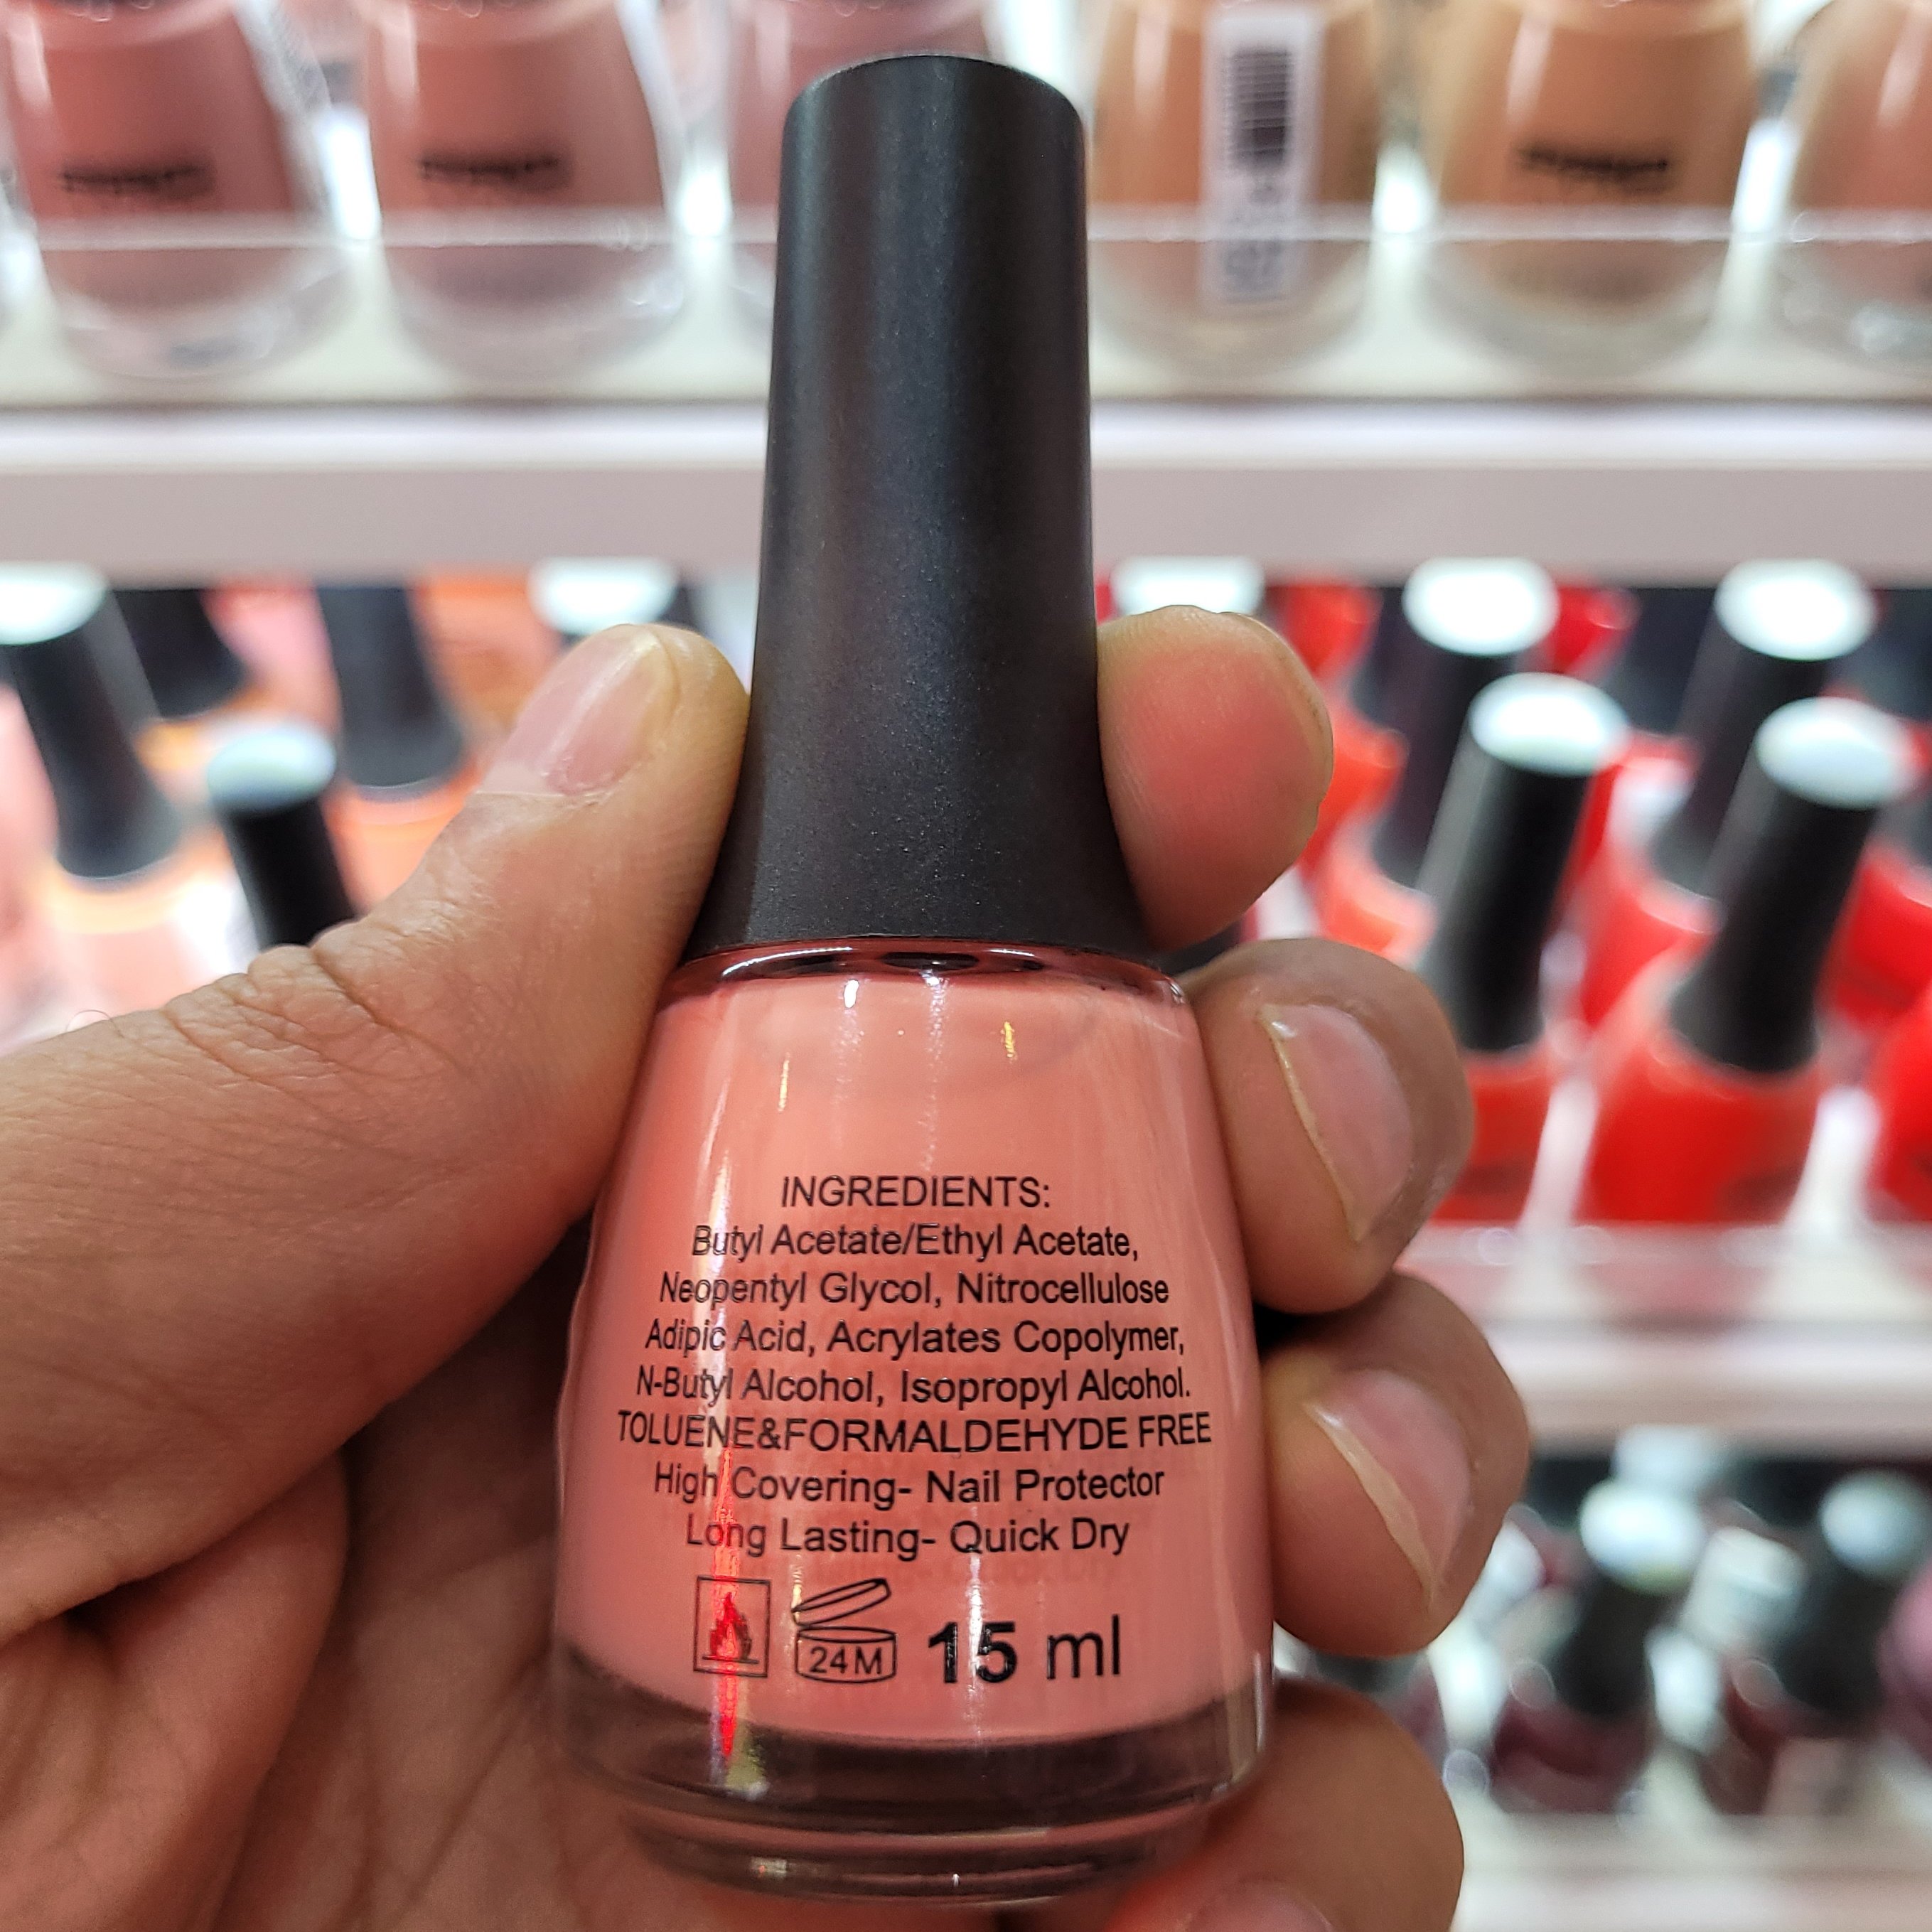 INGREDIENTS:
Butyl Acetate/Ethyl Acetate,
Neopentyl Glycol, Nitrocellulose
Adipic Acid, Acrylates Copolymer,
N-Butyl Alcohol, Isopropyl Alcohol.
TOLUENE&FORMALDEHYDE FREE
High Covering- Nail Protector
Long Lasting- Quick Dry
24M 15 ml